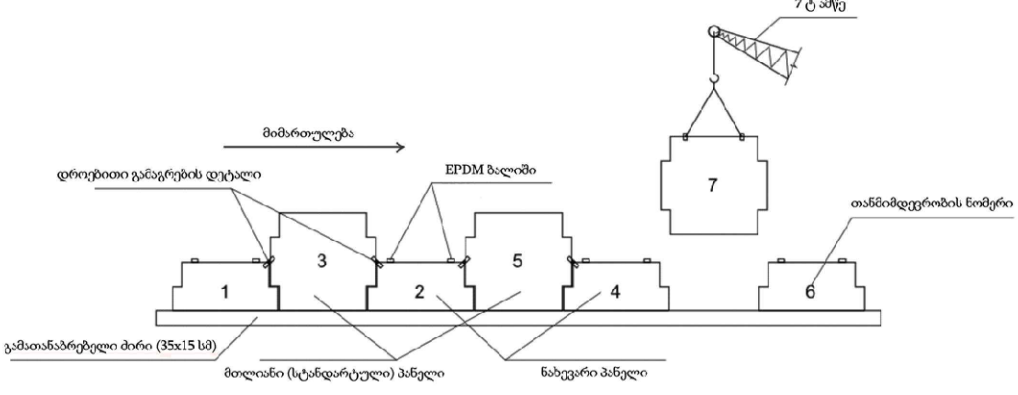 7 ტ ამწე
მიმართულება
დროებითი გამაგრების დეტალი
EPDM ბალიში
7
თანმიმდევრობის ნომერი
3
5
1
2
4
6
გამათანაბრებელი ძირი (35x15 სმ)
მთლიანი (სტანდარტული) პანელი
ნახევარი პანელი